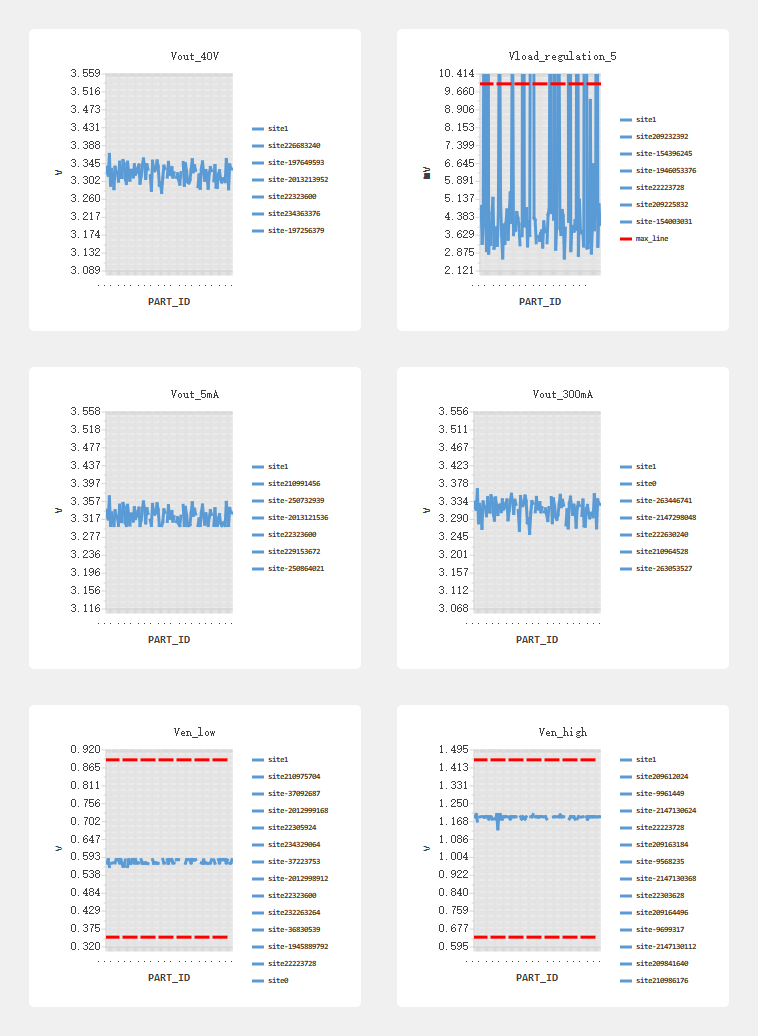 Vout_40V
3.559
3.516
3.473
3.431
3.388
3.345
3.302
3.260
3.217
3.174
3.132
3.089
V
PART_ID
site1
site226683240
site-197649593
site-2013213952
site22323600
site234363376
site-197256379
Vload_regulation_5
10.414
9.660
8.906
8.153
7.399
6.645
5.891
5.137
4.383
3.629
2.875
2.121
mV
PART_ID
site1
site209232392
site-154396245
site-1946053376
site22223728
site209225832
site-154003031
max_line
Vout_5mA
3.558
3.518
3.477
3.437
3.397
3.357
3.317
3.277
3.236
3.196
3.156
3.116
V
PART_ID
site1
site210991456
site-250732939
site-2013121536
site22323600
site229153672
site-250864021
Vout_300mA
3.556
3.511
3.467
3.423
3.378
3.334
3.290
3.245
3.201
3.157
3.112
3.068
V
PART_ID
site1
site0
site-263446741
site-2147298048
site222630240
site210964528
site-263053527
Ven_low
0.920
0.865
0.811
0.756
0.702
0.647
0.593
0.538
0.484
0.429
0.375
0.320
V
PART_ID
site1
site210975704
site-37092687
site-2012999168
site22305924
site234329064
site-37223753
site-2012998912
site22323600
site232263264
site-36830539
site-1945889792
site22223728
site0
Ven_high
1.495
1.413
1.331
1.250
1.168
1.086
1.004
0.922
0.840
0.759
0.677
0.595
V
PART_ID
site1
site209612024
site-9961449
site-2147130624
site22223728
site209163184
site-9568235
site-2147130368
site22303628
site209164496
site-9699317
site-2147130112
site209841640
site210986176